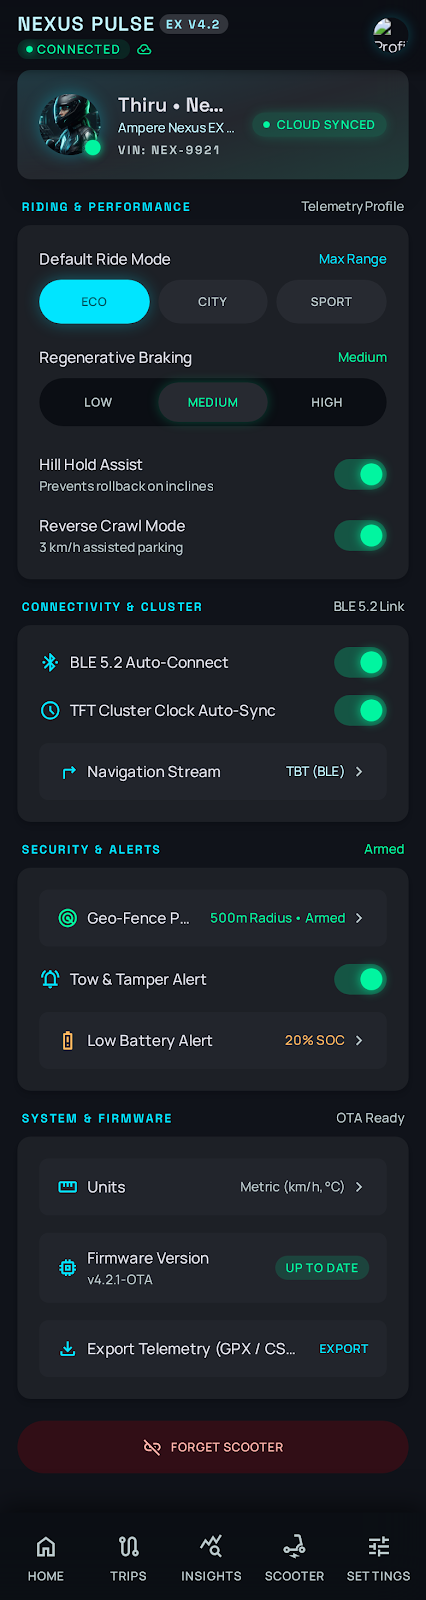 NEXUS PULSE EX V4.2
CONNECTED
Profi
Thiru • Ne...
Ampere Nexus EX ...
VIN: NEX-9921
CLOUD SYNCED
RIDING & PERFORMANCE Telemetry Profile
Default Ride Mode Max Range
ECO CITY SPORT
Regenerative Braking Medium
LOW MEDIUM HIGH
Hill Hold Assist
Prevents rollback on inclines
Reverse Crawl Mode
3 km/h assisted parking
CONNECTIVITY & CLUSTER BLE 5.2 Link
BLE 5.2 Auto-Connect
TFT Cluster Clock Auto-Sync
Navigation Stream TBT (BLE)
SECURITY & ALERTS Armed
Geo-Fence P... 500m Radius • Armed
Tow & Tamper Alert
Low Battery Alert 20% SOC
SYSTEM & FIRMWARE OTA Ready
Units Metric (km/h, °C)
Firmware Version
v4.2.1-OTA
UP TO DATE
Export Telemetry (GPX / CS... EXPORT
FORGET SCOOTER
HOME TRIPS INSIGHTS SCOOTER SETTINGS